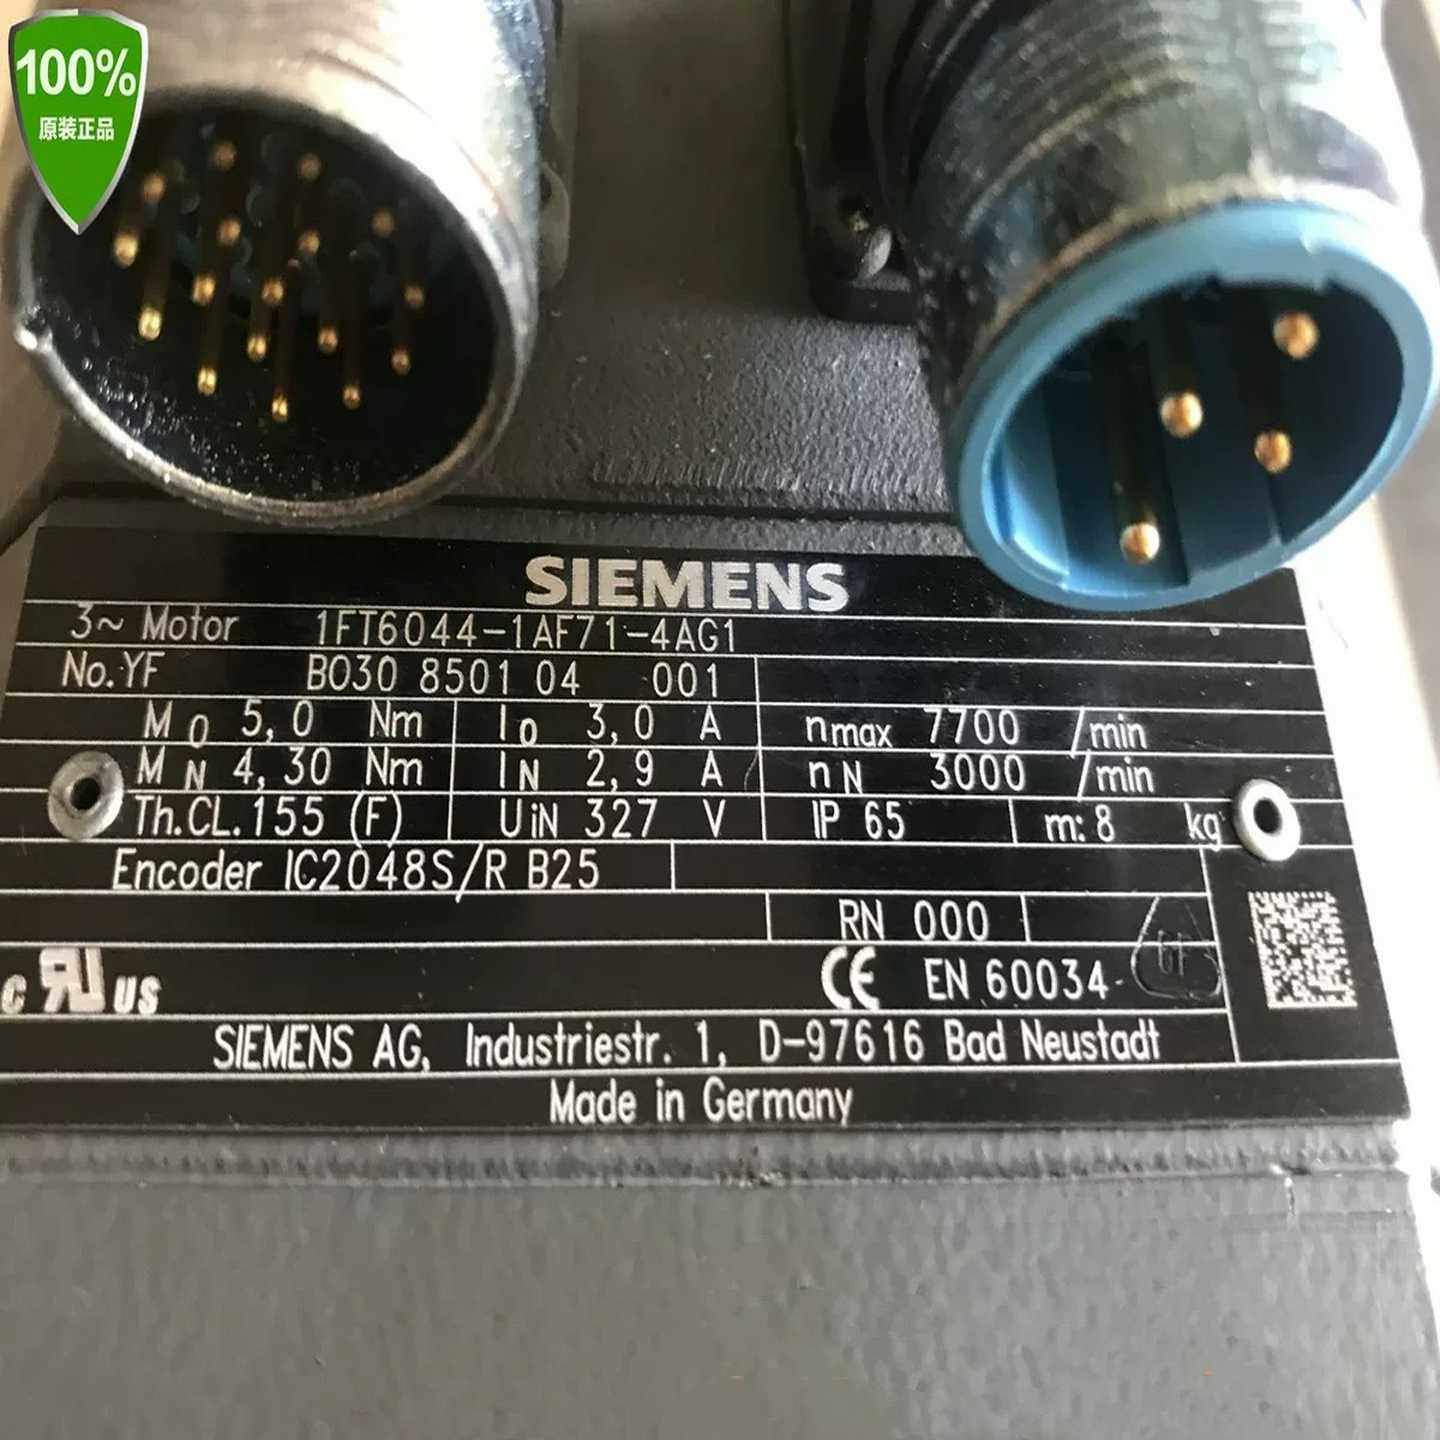 100%
原装正品
SIEMENS
3~ Motor 1FT6044-1AF71-4AG1
No.YF B030 8501 04 001
M0 5,0 Nm I0 3,0 A nmax 7700 /min
MN 4,30 Nm IN 2,9 A nN 3000 /min
Th.CL.155 (F) UiN 327 V IP 65 m: 8 kg
Encoder IC2048S/R B25
RN 000
c RU us CE EN 60034
SIEMENS AG, Industriestr. 1, D-97616 Bad Neustadt
Made in Germany